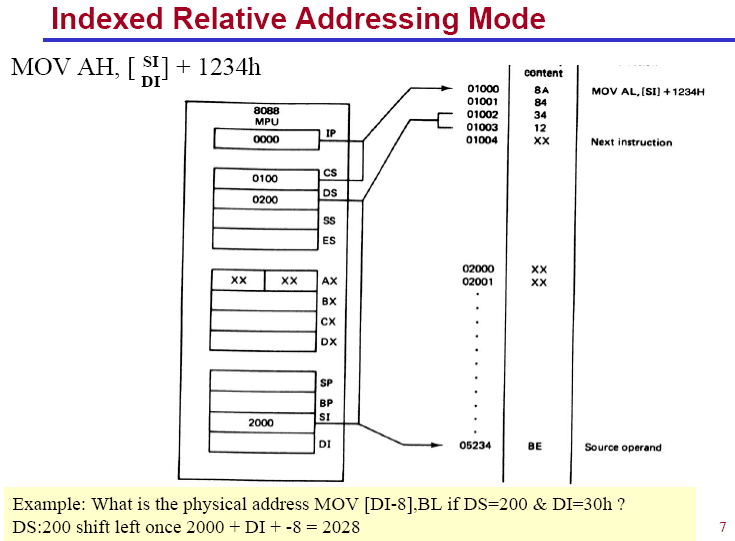 Indexed Relative Addressing Mode
MOV AH, [ SI DI ] + 1234h
content
01000 8A MOV AL, [SI] + 1234H
01001 84
01002 34
01003 12
01004 XX Next instruction
8088
MPU
0000 IP
0100 CS
0200 DS
SS
ES
XX XX AX
BX
CX
DX
SP
BP
2000 SI
DI
02000 XX
02001 XX
05234 BE Source operand
Example: What is the physical address MOV [DI-8],BL if DS=200 & DI=30h ?
DS:200 shift left once 2000 + DI + -8 = 2028
7